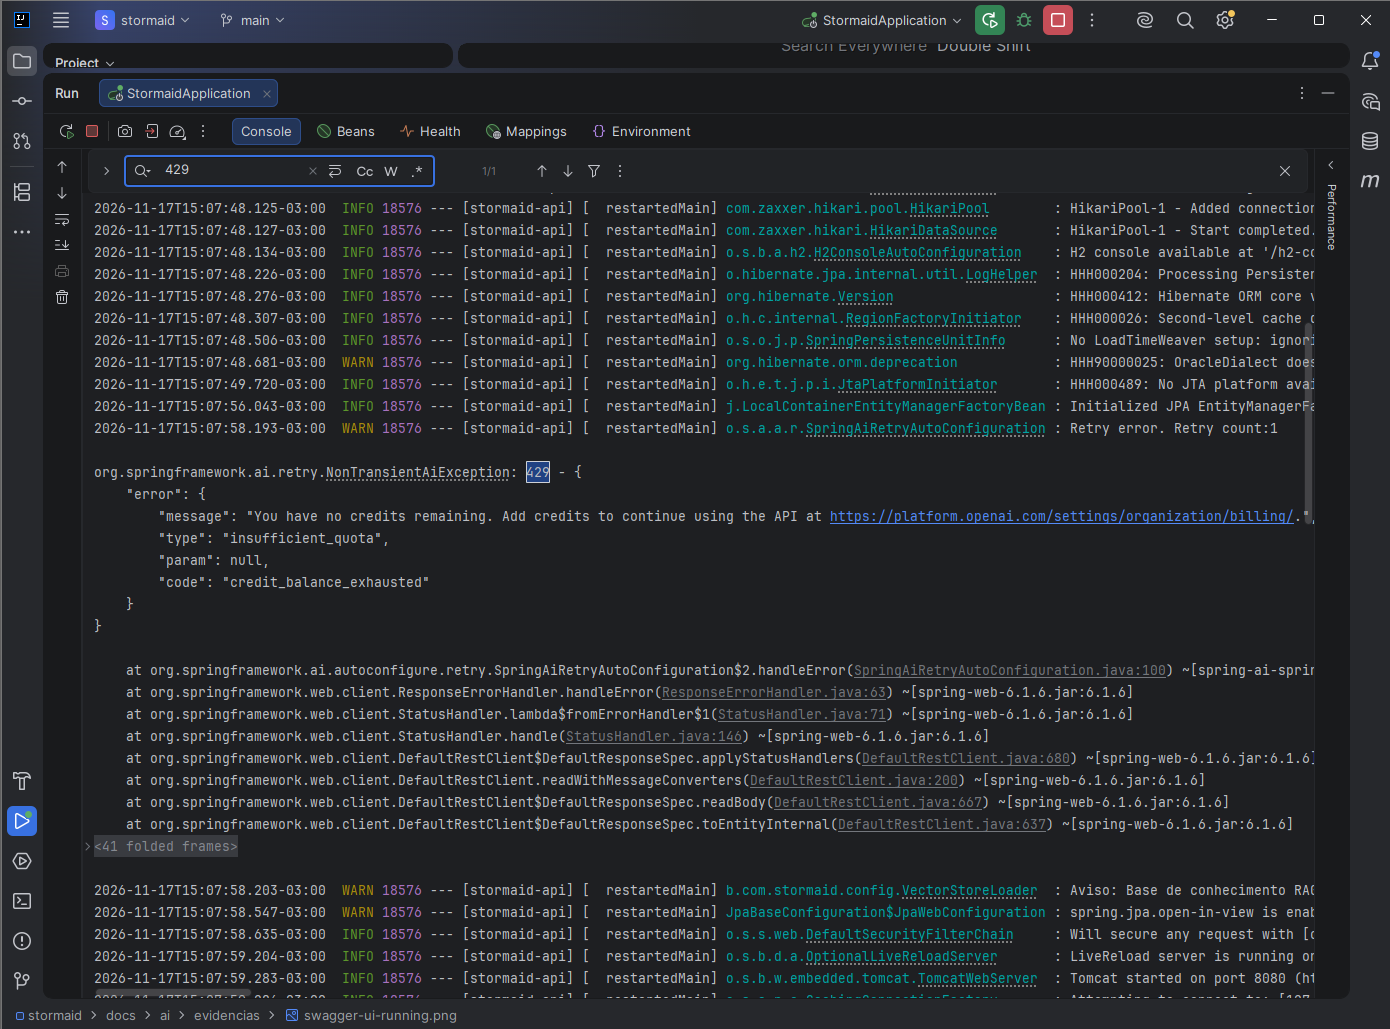 S stormaid main StormaidApplication
Search Everywhere Double Shift
Project
Run StormaidApplication
Console Beans Health Mappings Environment
429 Cc W .* 1/1
Performance
2026-11-17T15:07:48.125-03:00 INFO 18576 --- [stormaid-api] [ restartedMain] com.zaxxer.hikari.pool.HikariPool : HikariPool-1 - Added connection
2026-11-17T15:07:48.127-03:00 INFO 18576 --- [stormaid-api] [ restartedMain] com.zaxxer.hikari.HikariDataSource : HikariPool-1 - Start completed.
2026-11-17T15:07:48.134-03:00 INFO 18576 --- [stormaid-api] [ restartedMain] o.s.b.a.h2.H2ConsoleAutoConfiguration : H2 console available at '/h2-co
2026-11-17T15:07:48.226-03:00 INFO 18576 --- [stormaid-api] [ restartedMain] o.hibernate.jpa.internal.util.LogHelper : HHH000204: Processing Persisten
2026-11-17T15:07:48.276-03:00 INFO 18576 --- [stormaid-api] [ restartedMain] org.hibernate.Version : HHH000412: Hibernate ORM core v
2026-11-17T15:07:48.307-03:00 INFO 18576 --- [stormaid-api] [ restartedMain] o.h.c.internal.RegionFactoryInitiator : HHH000026: Second-level cache d
2026-11-17T15:07:48.506-03:00 INFO 18576 --- [stormaid-api] [ restartedMain] o.s.o.j.p.SpringPersistenceUnitInfo : No LoadTimeWeaver setup: ignori
2026-11-17T15:07:48.681-03:00 WARN 18576 --- [stormaid-api] [ restartedMain] org.hibernate.orm.deprecation : HHH90000025: OracleDialect does
2026-11-17T15:07:49.720-03:00 INFO 18576 --- [stormaid-api] [ restartedMain] o.h.e.t.j.p.i.JtaPlatformInitiator : HHH000489: No JTA platform avai
2026-11-17T15:07:56.043-03:00 INFO 18576 --- [stormaid-api] [ restartedMain] j.LocalContainerEntityManagerFactoryBean : Initialized JPA EntityManagerFa
2026-11-17T15:07:58.193-03:00 WARN 18576 --- [stormaid-api] [ restartedMain] o.s.a.a.r.SpringAiRetryAutoConfiguration : Retry error. Retry count:1
org.springframework.ai.retry.NonTransientAiException: 429 - {
"error": {
"message": "You have no credits remaining. Add credits to continue using the API at https://platform.openai.com/settings/organization/billing/.",
"type": "insufficient_quota",
"param": null,
"code": "credit_balance_exhausted"
}
}
at org.springframework.ai.autoconfigure.retry.SpringAiRetryAutoConfiguration$2.handleError(SpringAiRetryAutoConfiguration.java:100) ~[spring-ai-sprin
at org.springframework.web.client.ResponseErrorHandler.handleError(ResponseErrorHandler.java:63) ~[spring-web-6.1.6.jar:6.1.6]
at org.springframework.web.client.StatusHandler.lambda$fromErrorHandler$1(StatusHandler.java:71) ~[spring-web-6.1.6.jar:6.1.6]
at org.springframework.web.client.StatusHandler.handle(StatusHandler.java:146) ~[spring-web-6.1.6.jar:6.1.6]
at org.springframework.web.client.DefaultRestClient$DefaultResponseSpec.applyStatusHandlers(DefaultRestClient.java:680) ~[spring-web-6.1.6.jar:6.1.6]
at org.springframework.web.client.DefaultRestClient.readWithMessageConverters(DefaultRestClient.java:200) ~[spring-web-6.1.6.jar:6.1.6]
at org.springframework.web.client.DefaultRestClient$DefaultResponseSpec.readBody(DefaultRestClient.java:667) ~[spring-web-6.1.6.jar:6.1.6]
at org.springframework.web.client.DefaultRestClient$DefaultResponseSpec.toEntityInternal(DefaultRestClient.java:637) ~[spring-web-6.1.6.jar:6.1.6]
<41 folded frames>
2026-11-17T15:07:58.203-03:00 WARN 18576 --- [stormaid-api] [ restartedMain] b.com.stormaid.config.VectorStoreLoader : Aviso: Base de conhecimento RAG
2026-11-17T15:07:58.547-03:00 WARN 18576 --- [stormaid-api] [ restartedMain] JpaBaseConfiguration$JpaWebConfiguration : spring.jpa.open-in-view is enab
2026-11-17T15:07:58.635-03:00 INFO 18576 --- [stormaid-api] [ restartedMain] o.s.s.web.DefaultSecurityFilterChain : Will secure any request with [o
2026-11-17T15:07:59.204-03:00 INFO 18576 --- [stormaid-api] [ restartedMain] o.s.b.d.a.OptionalLiveReloadServer : LiveReload server is running on
2026-11-17T15:07:59.283-03:00 INFO 18576 --- [stormaid-api] [ restartedMain] o.s.b.w.embedded.tomcat.TomcatWebServer : Tomcat started on port 8080 (ht
stormaid > docs > ai > evidencias > swagger-ui-running.png